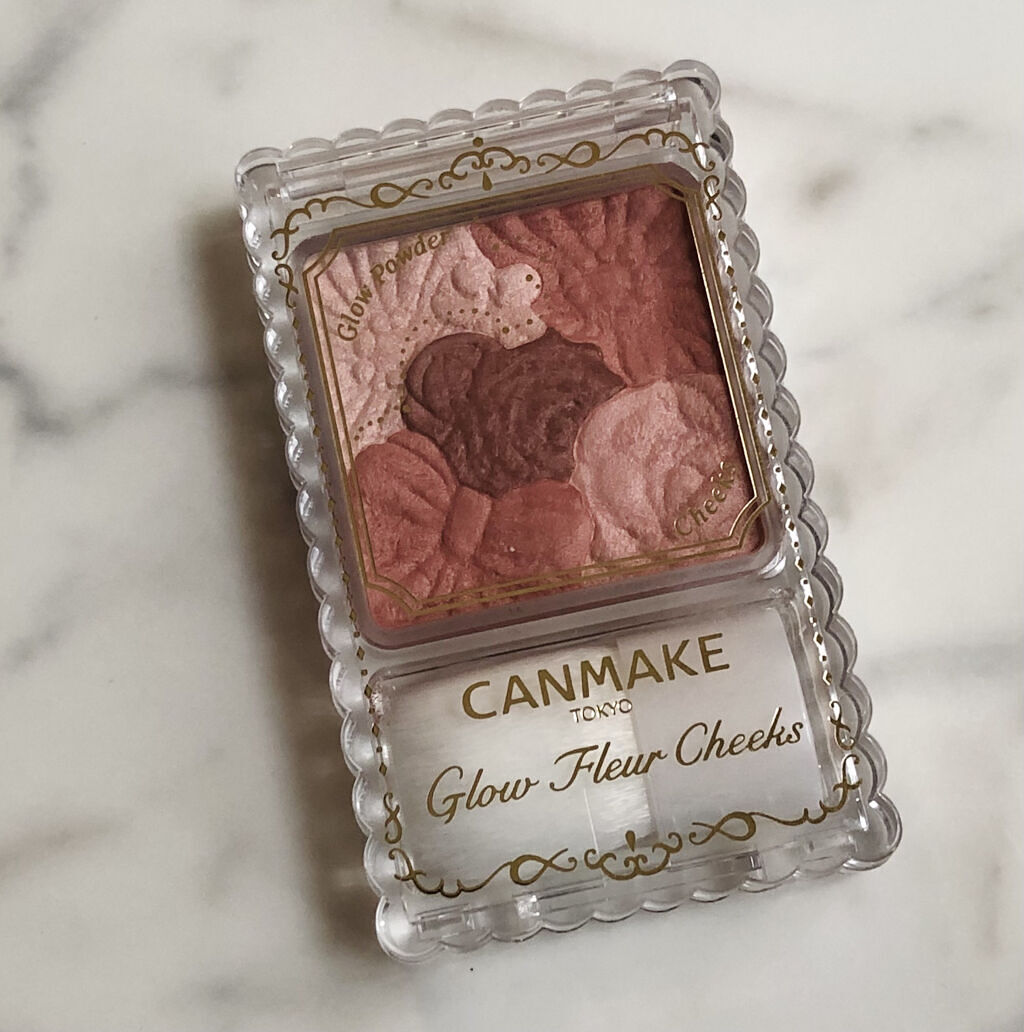 Glow Powder
Cheeks
CANMAKE
TOKYO
Glow Fleur Cheeks